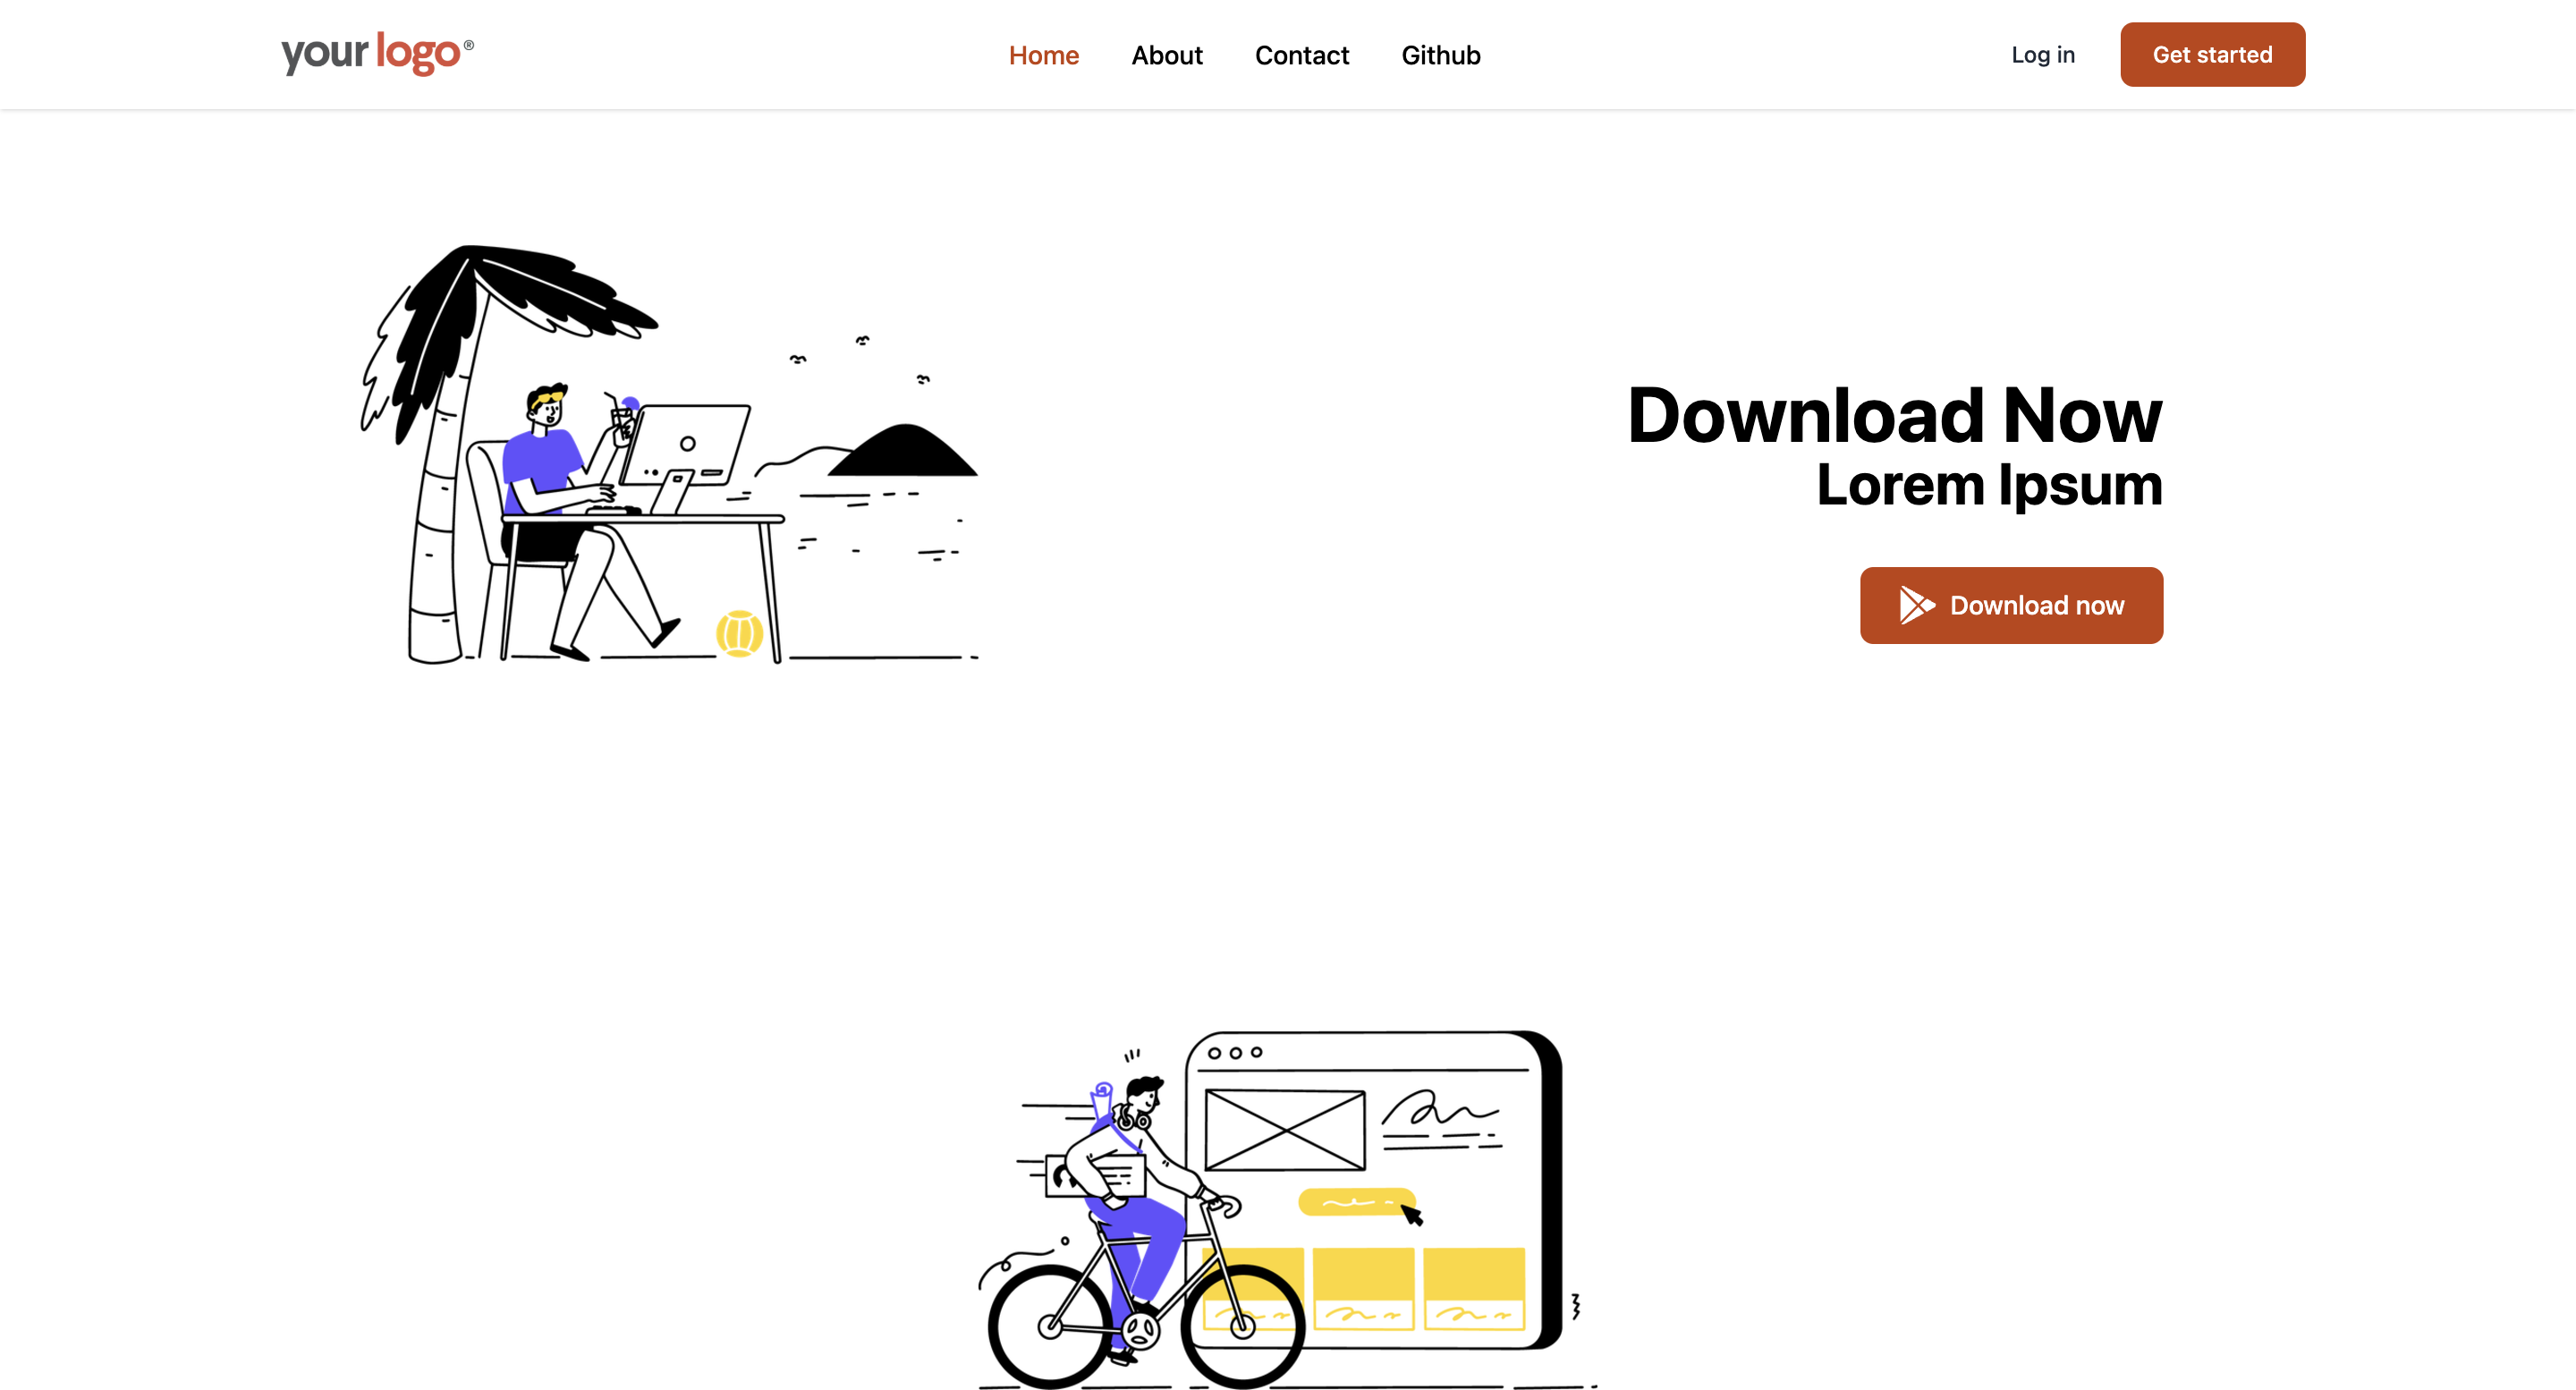 your logo®
Home About Contact Github
Log in
Get started
Download Now
Lorem Ipsum
Download now